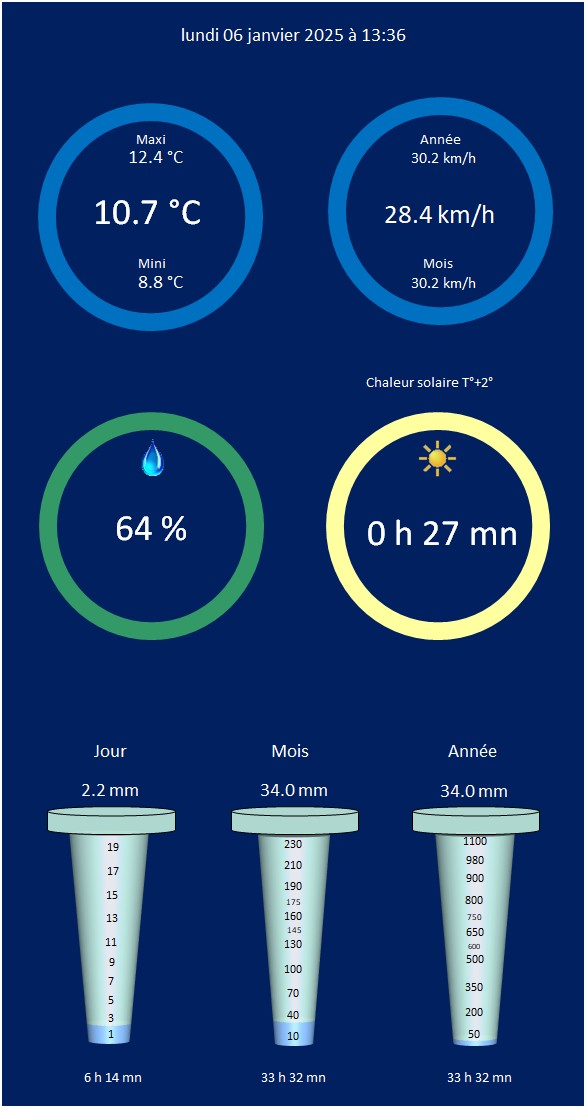 lundi 06 janvier 2025 à 13:36
Maxi
12.4 °C
10.7 °C
Mini
8.8 °C
Année
30.2 km/h
28.4 km/h
Mois
30.2 km/h
Chaleur solaire T°+2°
64 %
0 h 27 mn
Jour
2.2 mm
19
17
15
13
11
9
7
5
3
1
6 h 14 mn
Mois
34.0 mm
230
210
190
175
160
145
130
100
70
40
10
33 h 32 mn
Année
34.0 mm
1100
980
900
800
750
650
600
500
350
200
50
33 h 32 mn